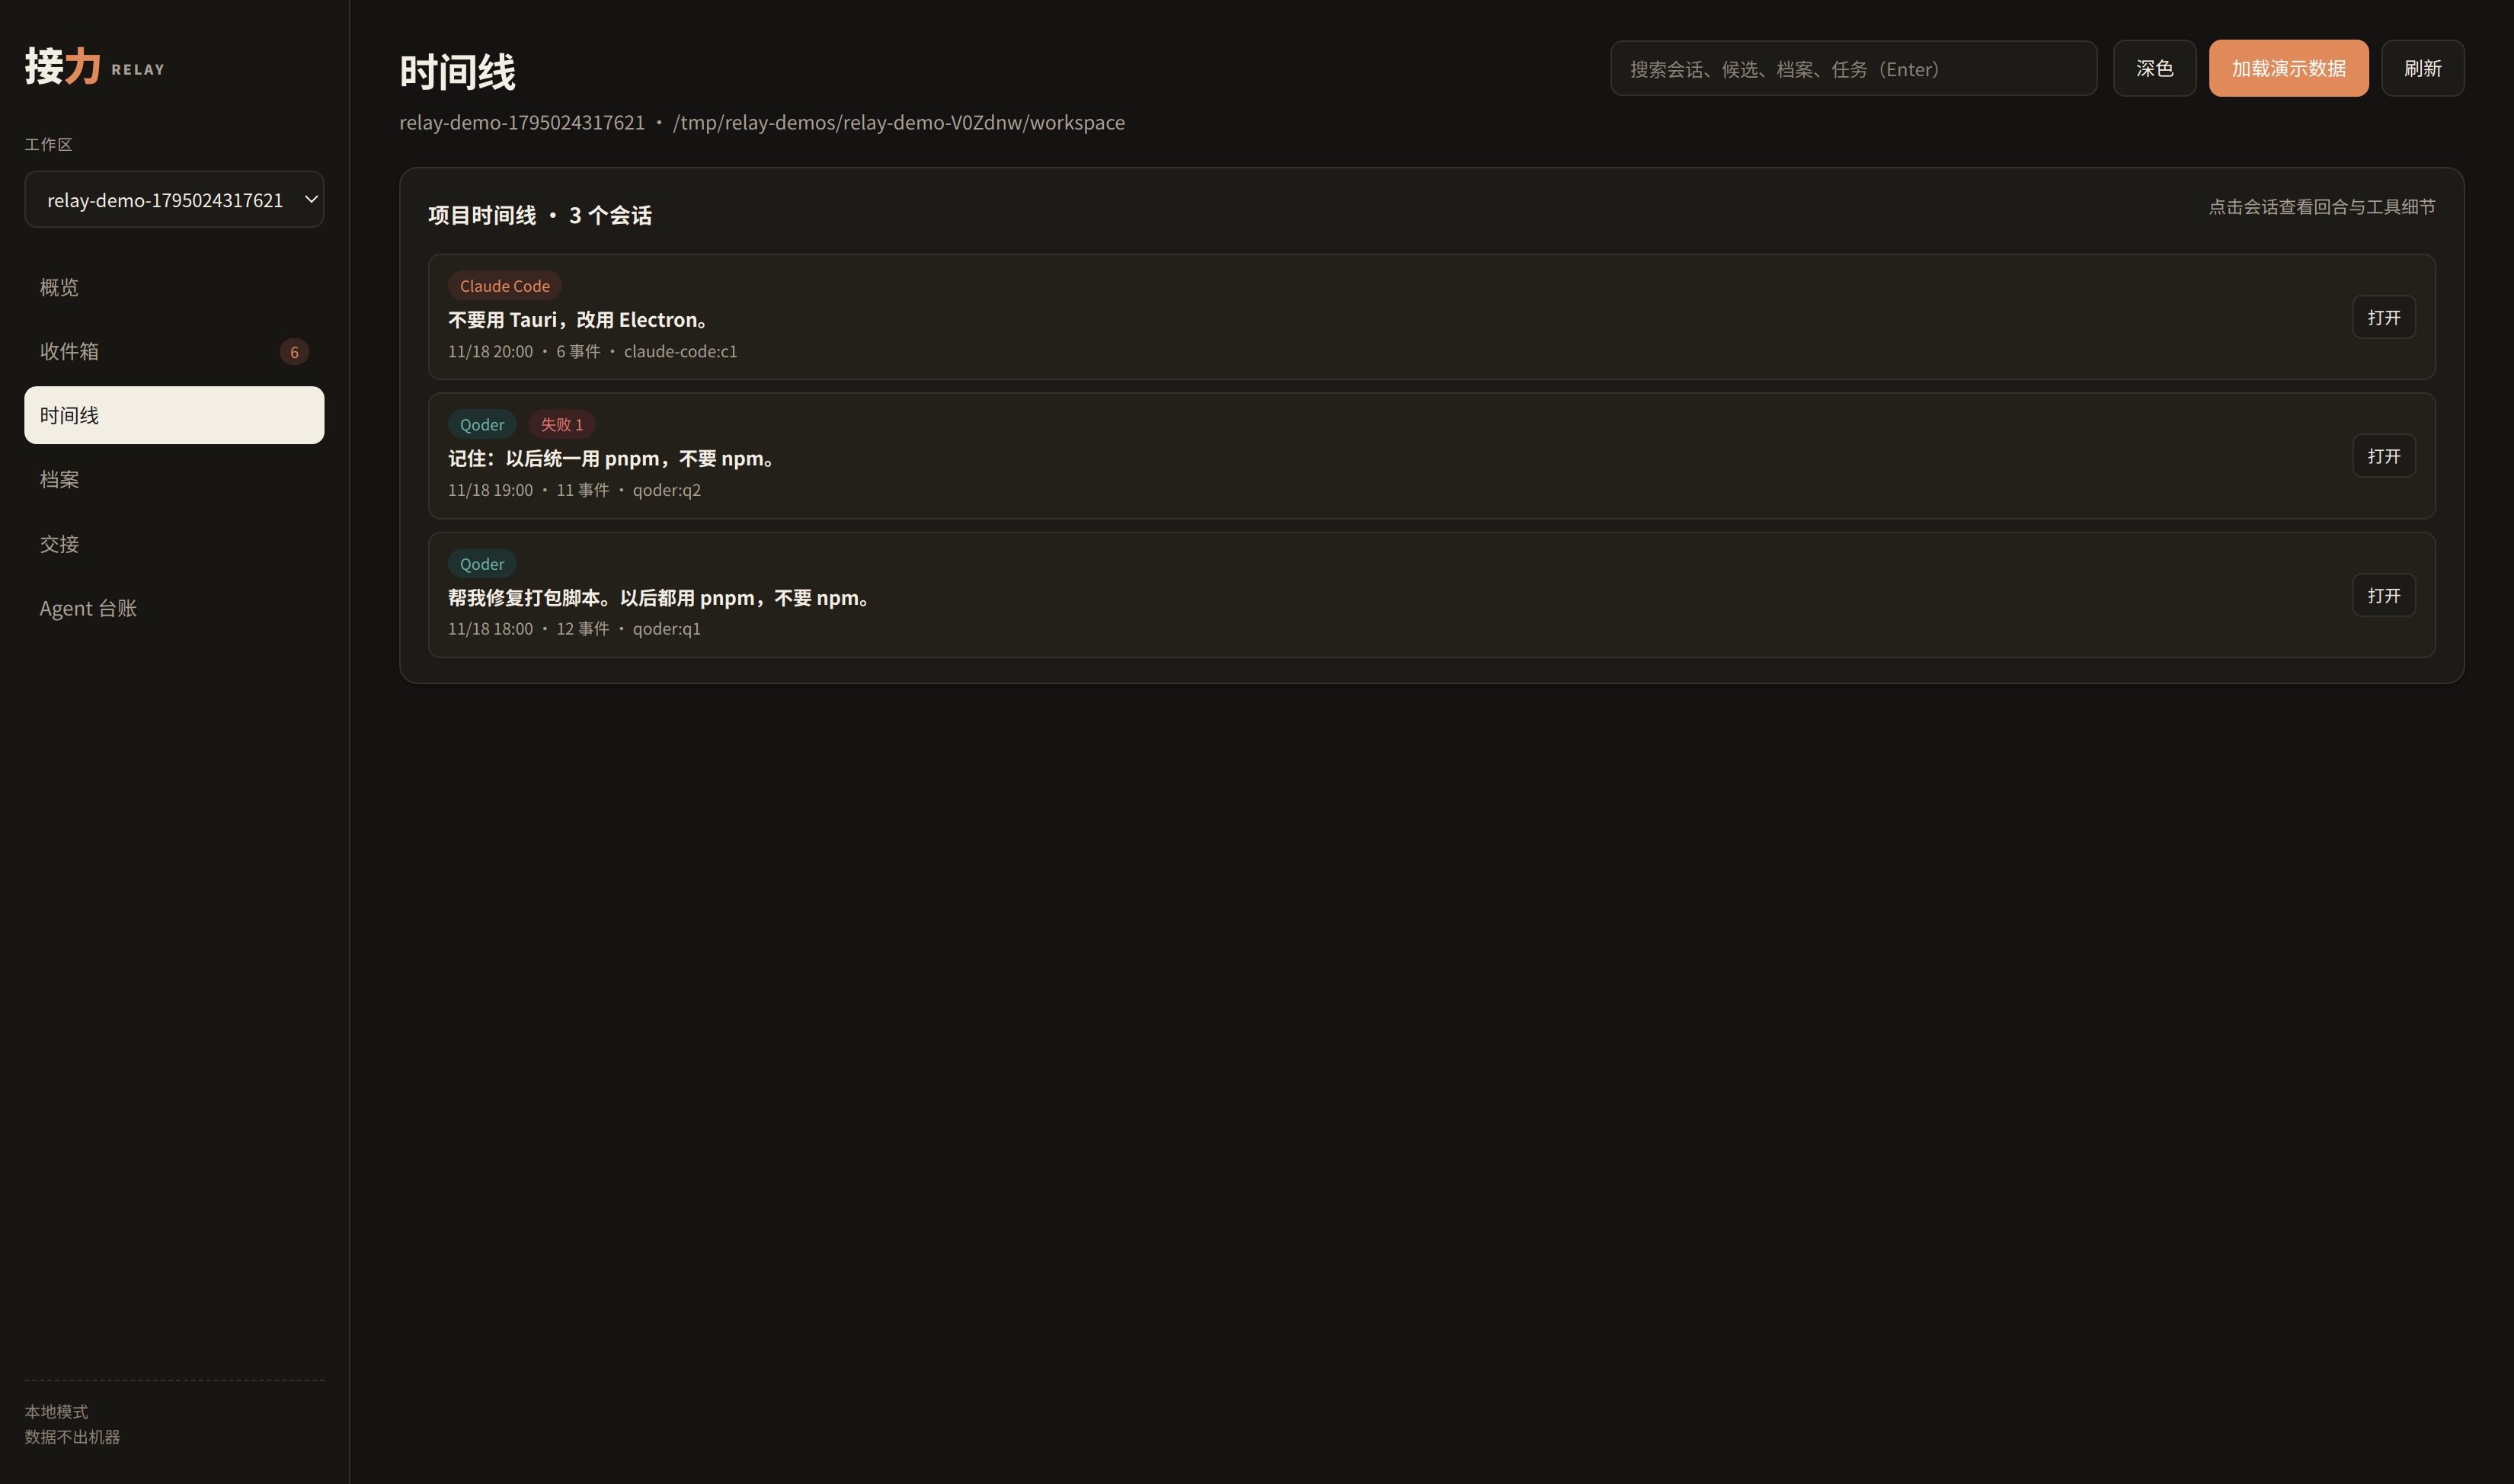 接力 RELAY
工作区
relay-demo-1795024317621
概览
收件箱 6
时间线
档案
交接
Agent 台账
本地模式
数据不出机器
时间线
relay-demo-1795024317621 · /tmp/relay-demos/relay-demo-V0Zdnw/workspace
搜索会话、候选、档案、任务（Enter）
深色
加载演示数据
刷新
项目时间线 · 3 个会话
点击会话查看回合与工具细节
Claude Code
不要用 Tauri，改用 Electron。
11/18 20:00 · 6 事件 · claude-code:c1
打开
Qoder 失败 1
记住：以后统一用 pnpm，不要 npm。
11/18 19:00 · 11 事件 · qoder:q2
打开
Qoder
帮我修复打包脚本。以后都用 pnpm，不要 npm。
11/18 18:00 · 12 事件 · qoder:q1
打开